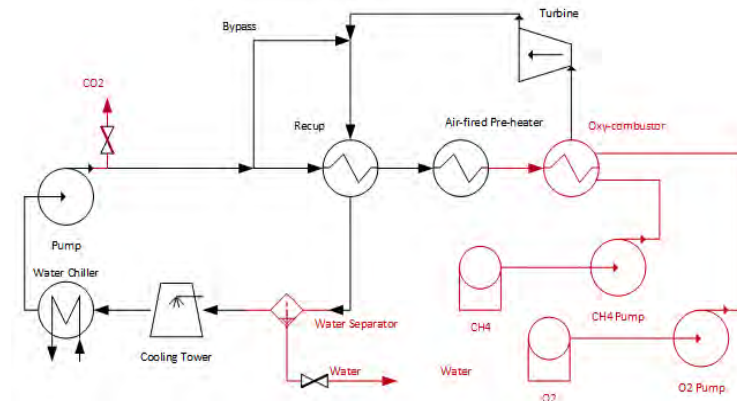 Turbine
Bypass
CO2
Recup
Air-fired Pre-heater
Oxy-combustor
Pump
Water Chiller
Cooling Tower
Water Separator
CH4
CH4 Pump
Water
Water
O2
O2 Pump